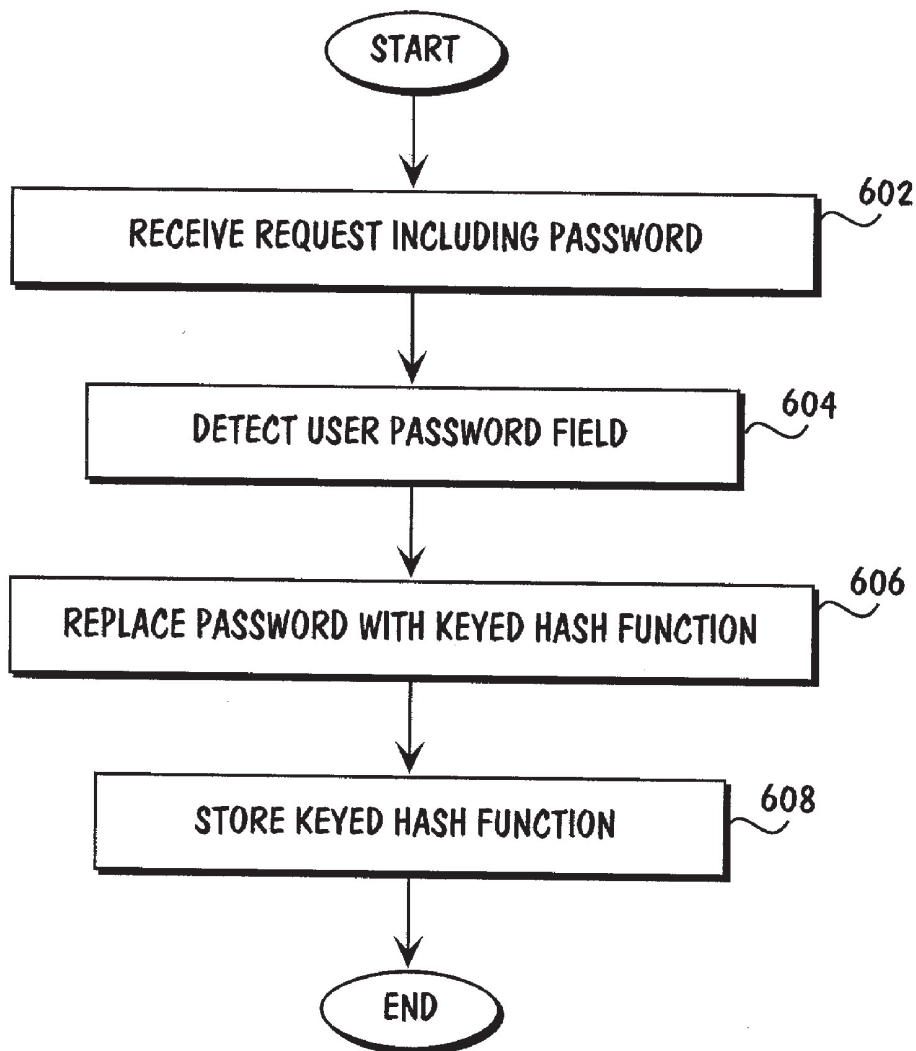 START
602
RECEIVE REQUEST INCLUDING PASSWORD
604
DETECT USER PASSWORD FIELD
606
REPLACE PASSWORD WITH KEYED HASH FUNCTION
608
STORE KEYED HASH FUNCTION
END